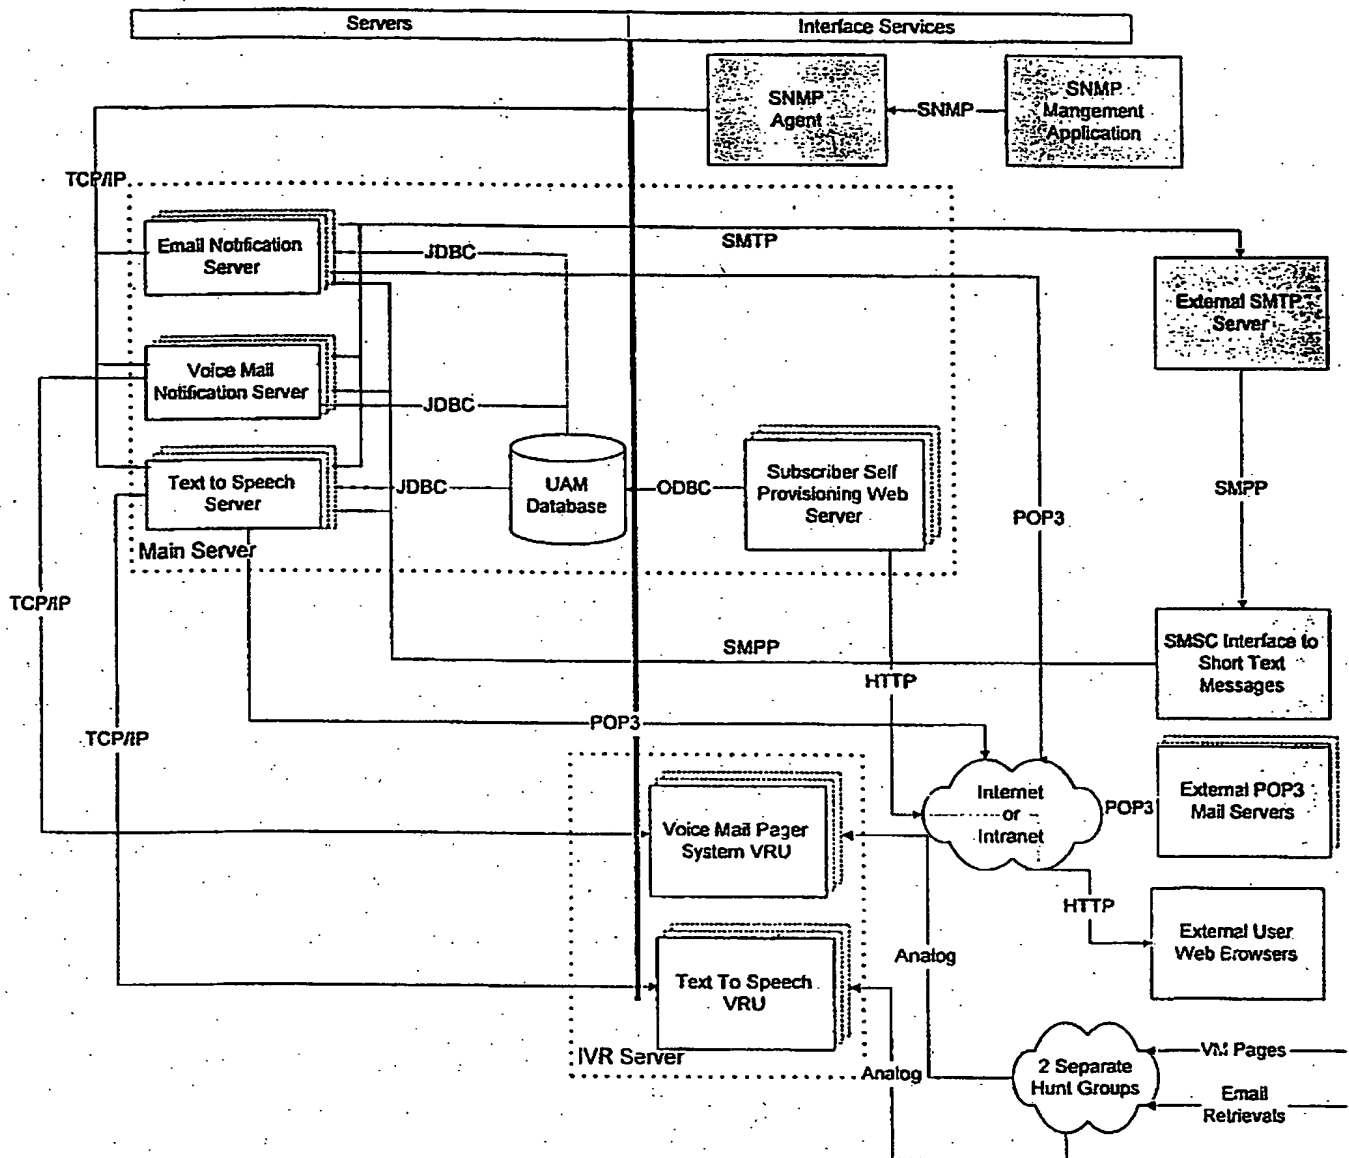 Servers
Interface Services
SNMP
Agent
SNMP
SNMP
Mangement
Application
TCP/IP
Email Notification
Server
JDBC
SMTP
External SMTP
Server
Voice Mail
Notification Server
JDBC
Text to Speech
Server
JDBC
UAM
Database
ODBC
Subscriber Self
Provisioning Web
Server
SMPP
POP3
Main Server
TCP/IP
SMPP
SMSC Interface to
Short Text
Messages
HTTP
POP3
TCP/IP
Internet
or
Intranet
POP3
External POP3
Mail Servers
Voice Mail Pager
System VRU
HTTP
External User
Web Browsers
Analog
Text To Speech
VRU
IVR Server
Analog
2 Separate
Hunt Groups
VM Pages
Email
Retrievals